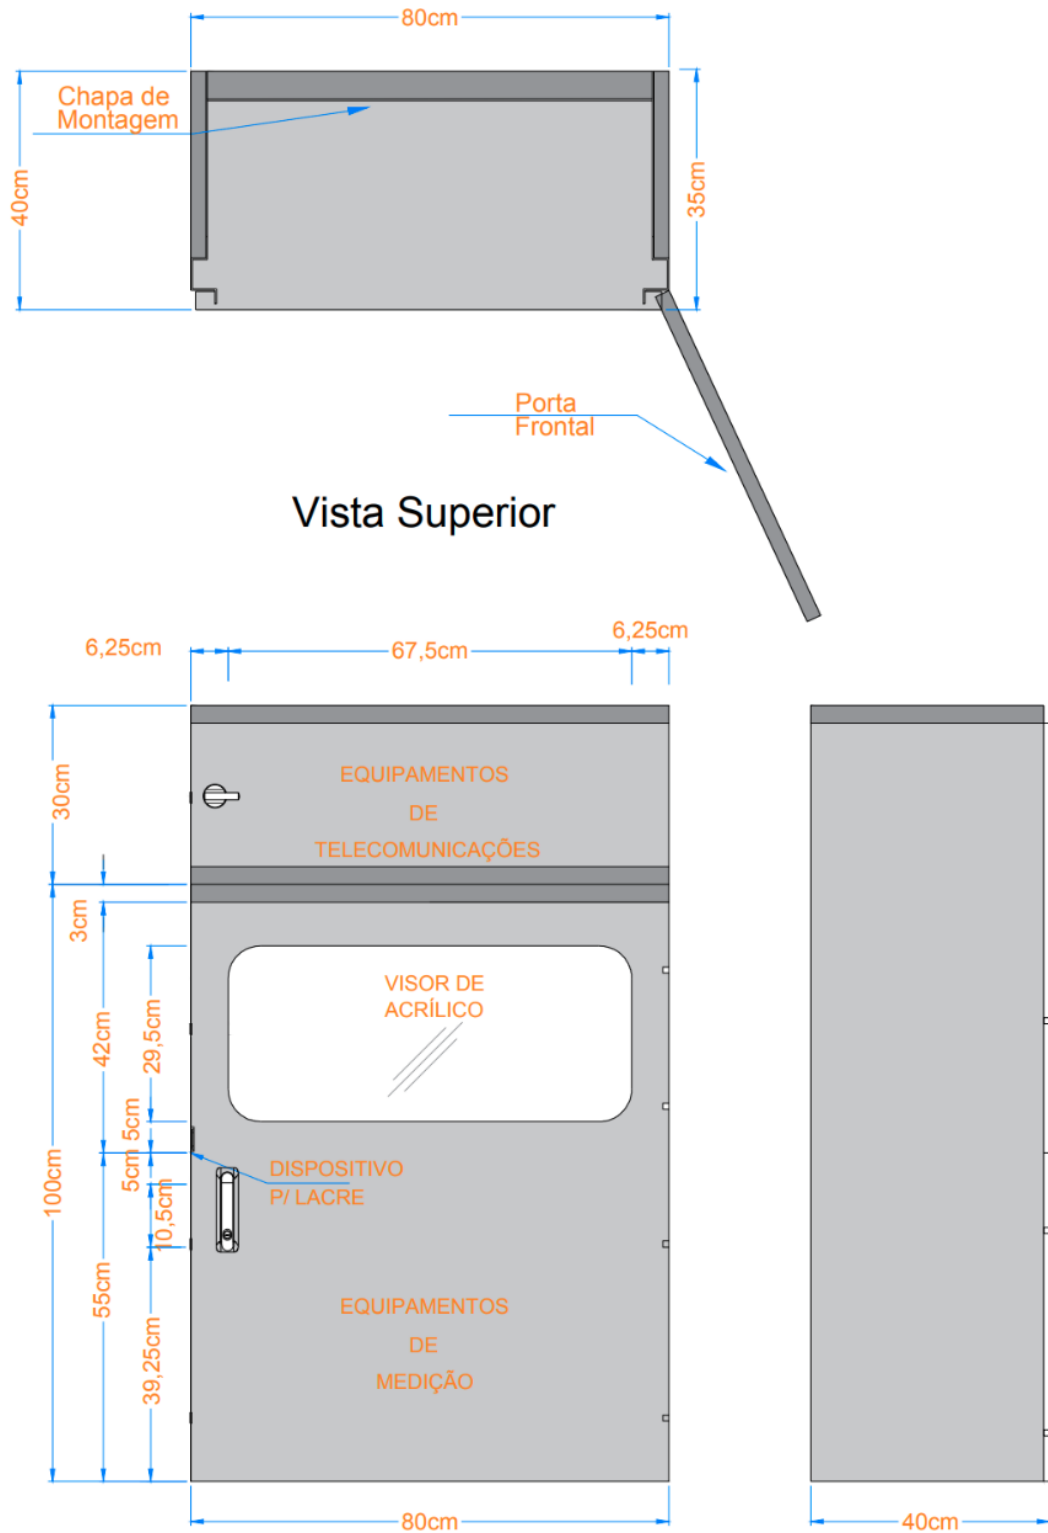 80cm
Chapa de
Montagem
40cm
35cm
Porta
Frontal
Vista Superior
6,25cm
67,5cm
6,25cm
30cm
EQUIPAMENTOS
DE
TELECOMUNICAÇÕES
3cm
VISOR DE
ACRÍLICO
42cm
29,5cm
5cm
5cm
DISPOSITIVO
P/ LACRE
100cm
10,5cm
55cm
EQUIPAMENTOS
DE
MEDIÇÃO
39,25cm
80cm
40cm